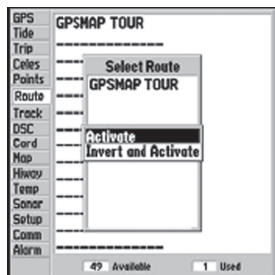 GPS
Tide
Trip
Celes
Points
Route
Track
DSC
Card
Map
Hiway
Temp
Sonar
Setup
Comm
Alarm
GPSMAP TOUR
Select Route
GPSMAP TOUR
Activate
Invert and Activate
49 Available 1 Used